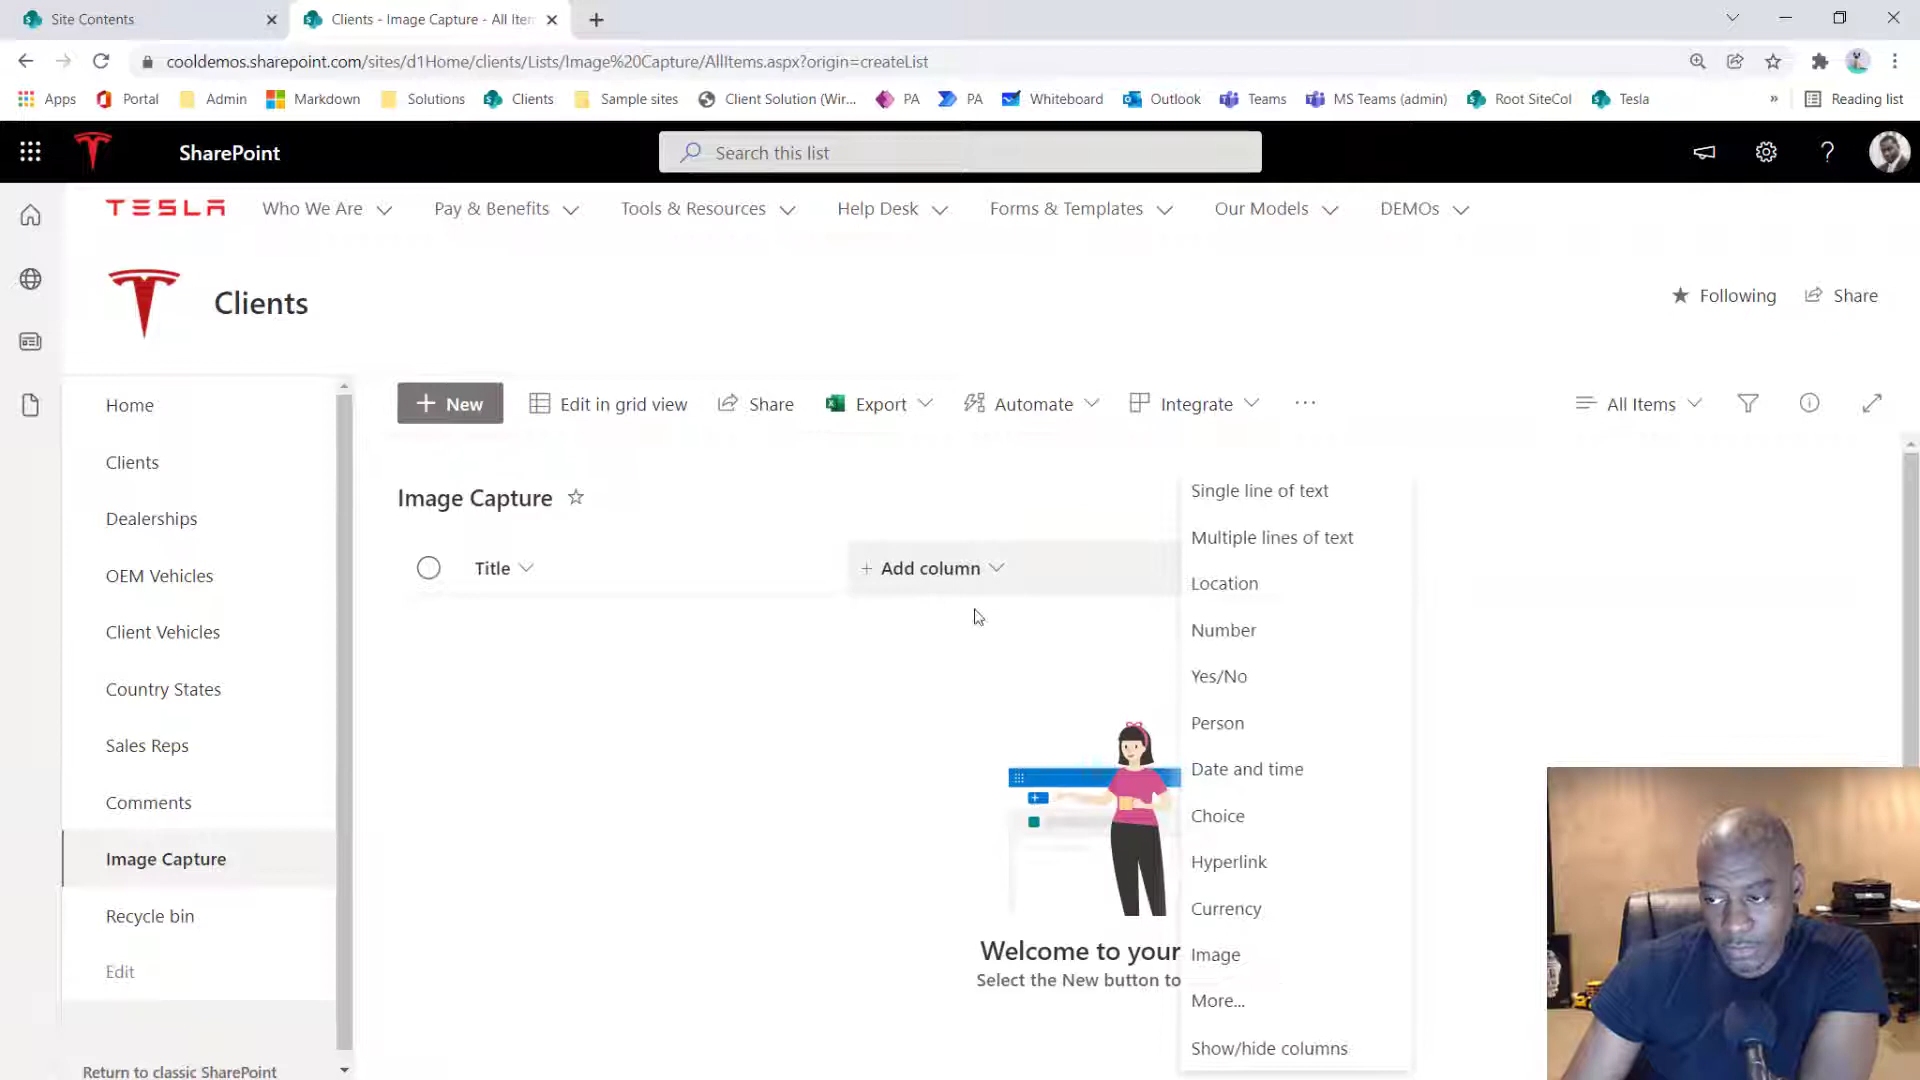 Site Contents
Clients - Image Capture - All Iten
cooldemos.sharepoint.com/sites/d1Home/clients/Lists/Image%20Capture/AllItems.aspx?origin=createList
Apps Portal Admin Markdown Solutions Clients Sample sites Client Solution (Wir... PA PA Whiteboard Outlook Teams MS Teams (admin) Root SiteCol Tesla » Reading list
SharePoint
Search this list
TESLA Who We Are Pay & Benefits Tools & Resources Help Desk Forms & Templates Our Models DEMOs
Clients
Following Share
New Edit in grid view Share Export Automate Integrate ... All Items
Home
Clients
Dealerships
OEM Vehicles
Client Vehicles
Country States
Sales Reps
Comments
Image Capture
Recycle bin
Edit
Return to classic SharePoint
Image Capture
Title
+ Add column
Single line of text
Multiple lines of text
Location
Number
Yes/No
Person
Date and time
Choice
Hyperlink
Currency
Image
More...
Show/hide columns
Welcome to your
Select the New button to